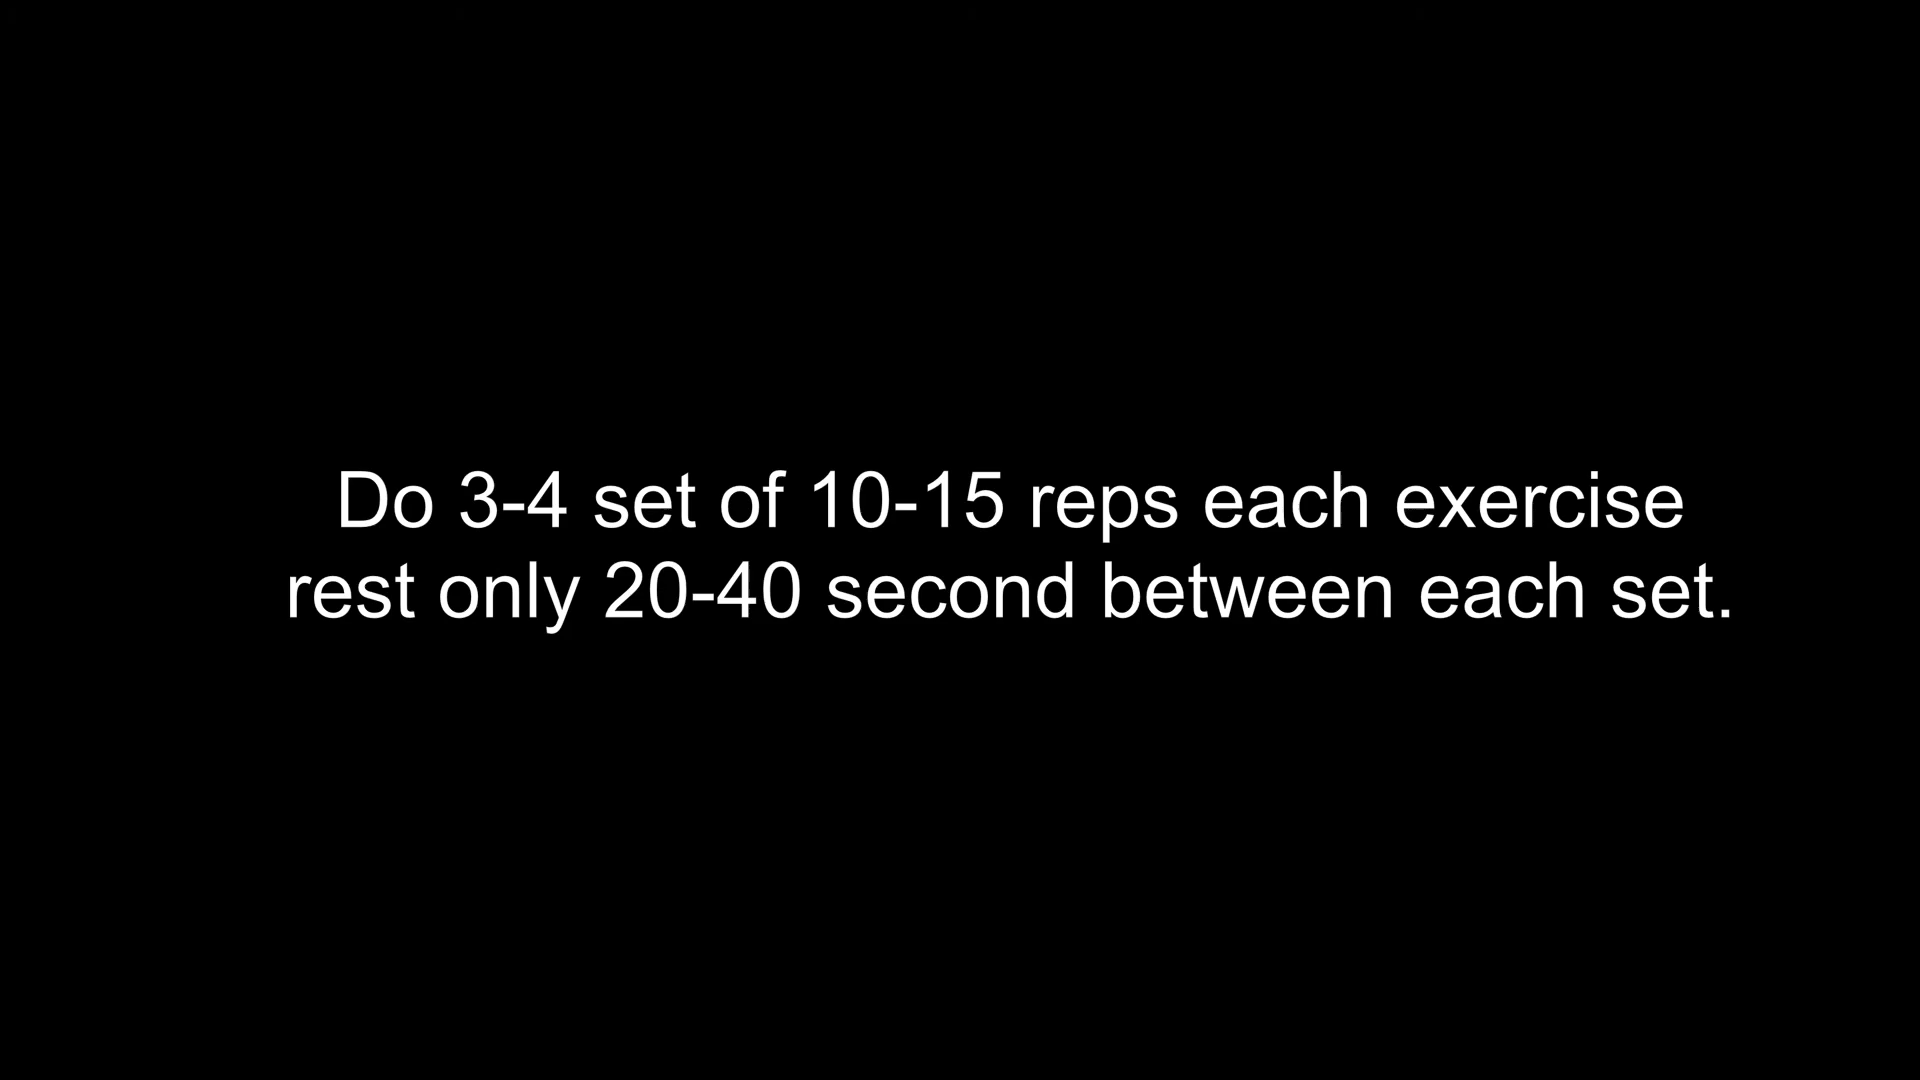 Do 3-4 set of 10-15 reps each exercise
rest only 20-40 second between each set.